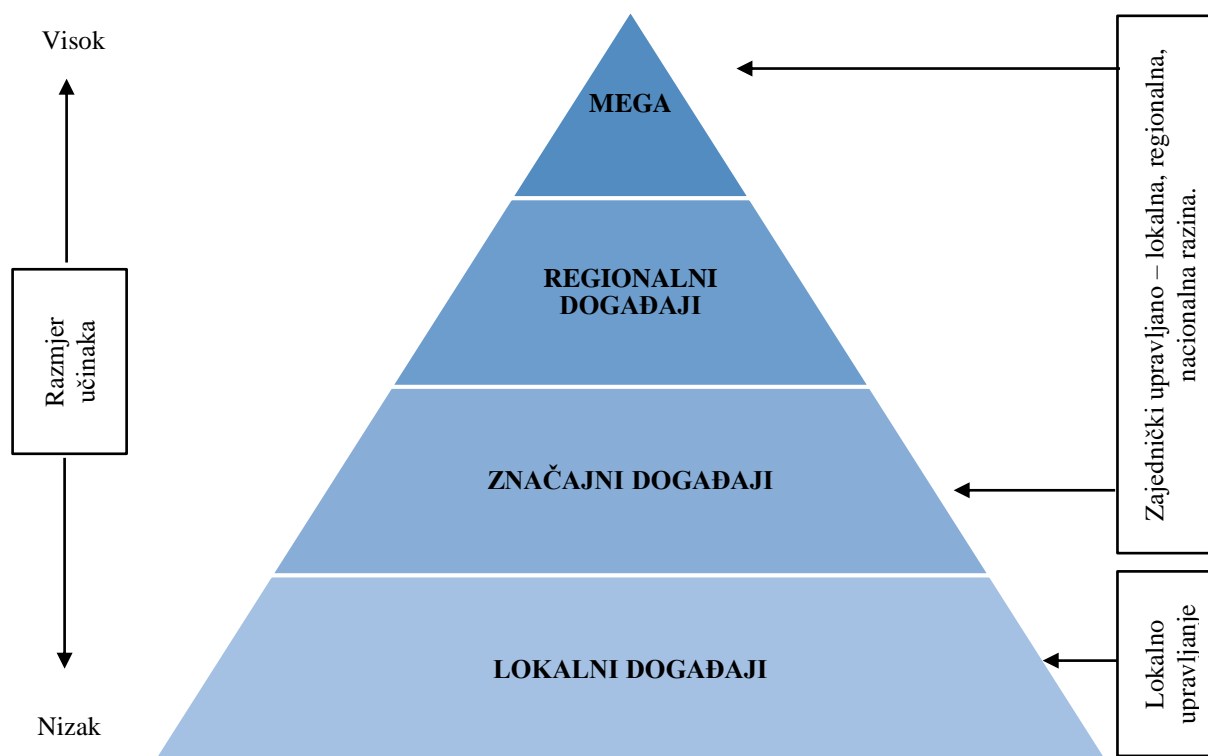 Visok
MEGA
Zajednički upravljano – lokalna, regionalna,
nacionalna razina.
REGIONALNI
DOGAĐAJI
Razmjer
učinaka
ZNAČAJNI DOGAĐAJI
LOKALNI DOGAĐAJI
Lokalno
upravljanje
Nizak